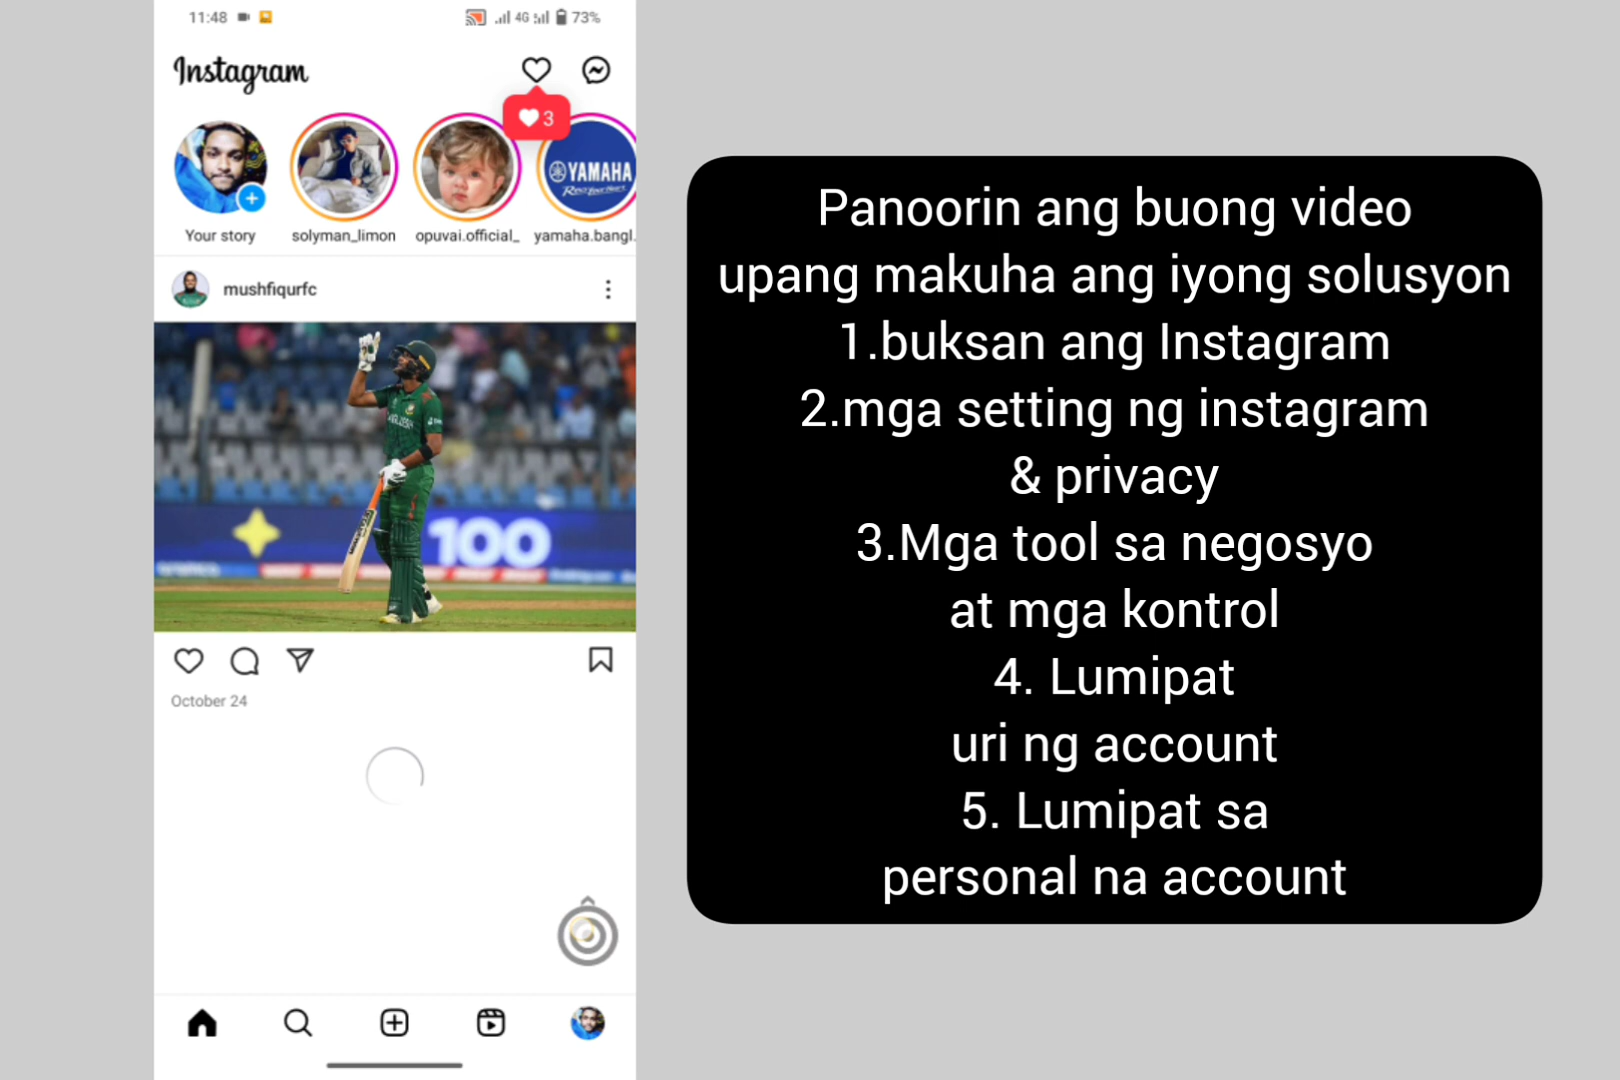 11:48
4G
73%
Instagram
3
YAMAHA
Your story
solyman_limon
opuvai.official_
yamaha.bangl.
mushfiqurfc
100
October 24
Panoorin ang buong video
upang makuha ang iyong solusyon
1.buksan ang Instagram
2.mga setting ng instagram
& privacy
3.Mga tool sa negosyo
at mga kontrol
4. Lumipat
uri ng account
5. Lumipat sa
personal na account